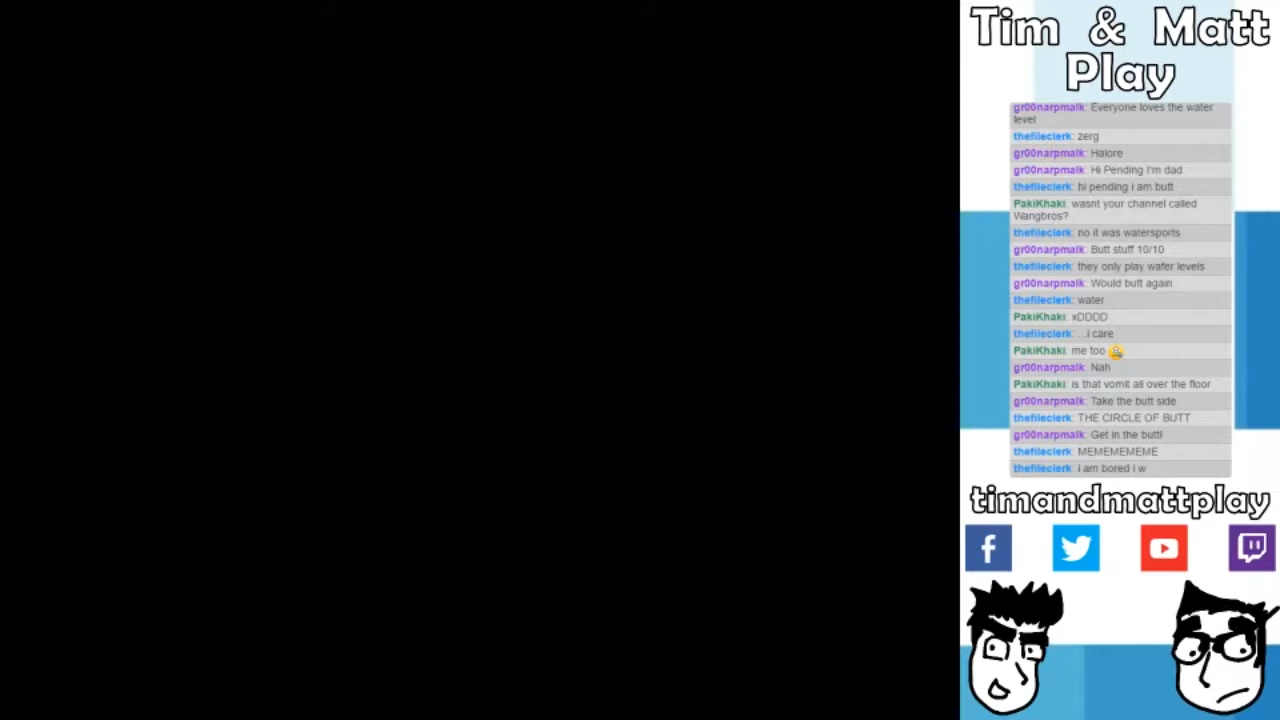 Tim & Matt
Play
gr00narpmalk: Everyone loves the water
level
thefileclerk: zerg
gr00narpmalk: Halore
gr00narpmalk: Hi Pending I'm dad
thefileclerk: hi pending i am butt
PakiKhaki: wasnt your channel called
Wangbros?
thefileclerk: no it was watersports
gr00narpmalk: Butt stuff 10/10
thefileclerk: they only play wafer levels
gr00narpmalk: Would butt again
thefileclerk: water
PakiKhaki: xDDDD
thefileclerk: ...i care
PakiKhaki: me too
gr00narpmalk: Nah
PakiKhaki: is that vomit all over the floor
gr00narpmalk: Take the butt side
thefileclerk: THE CIRCLE OF BUTT
gr00narpmalk: Get in the butt!
thefileclerk: MEMEMEMEME
thefileclerk: i am bored i w
timandmattplay